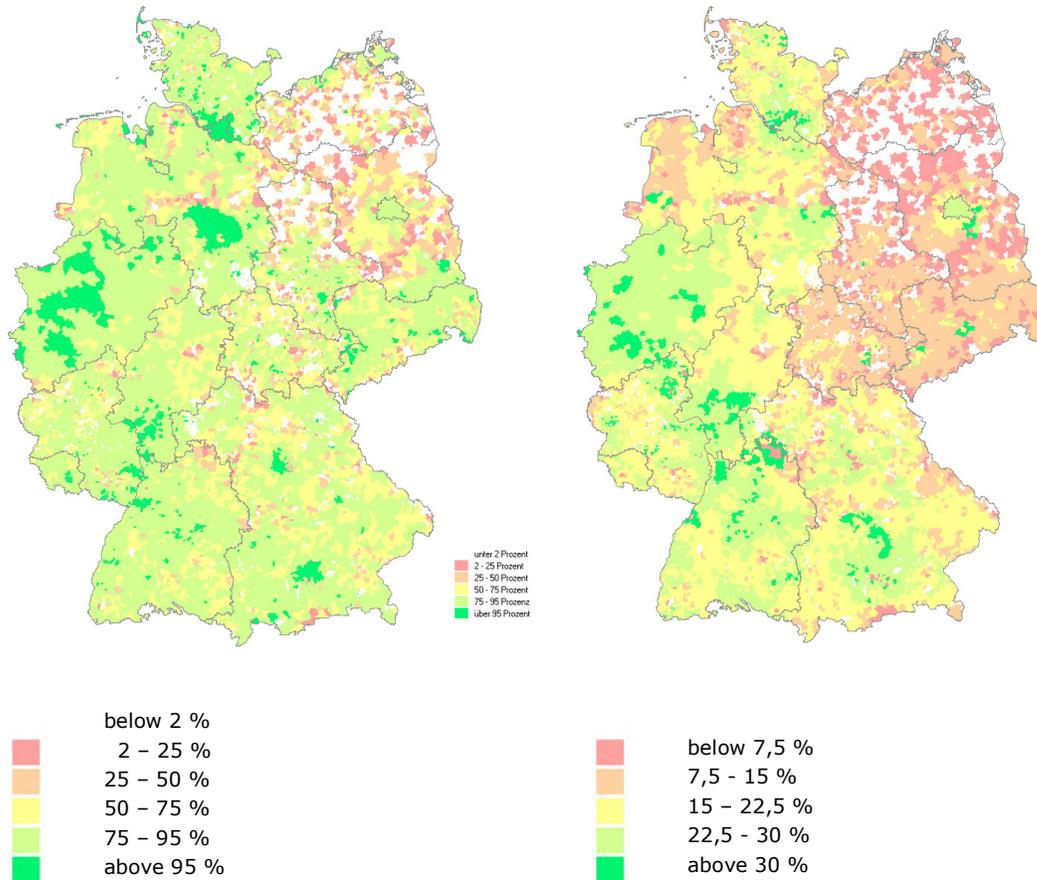 unter 2 Prozent
2 - 25 Prozent
25 - 50 Prozent
50 - 75 Prozent
75 - 95 Prozenz
über 95 Prozent
below 2 %
2 – 25 %
25 – 50 %
50 – 75 %
75 – 95 %
above 95 %
below 7,5 %
7,5 - 15 %
15 – 22,5 %
22,5 - 30 %
above 30 %